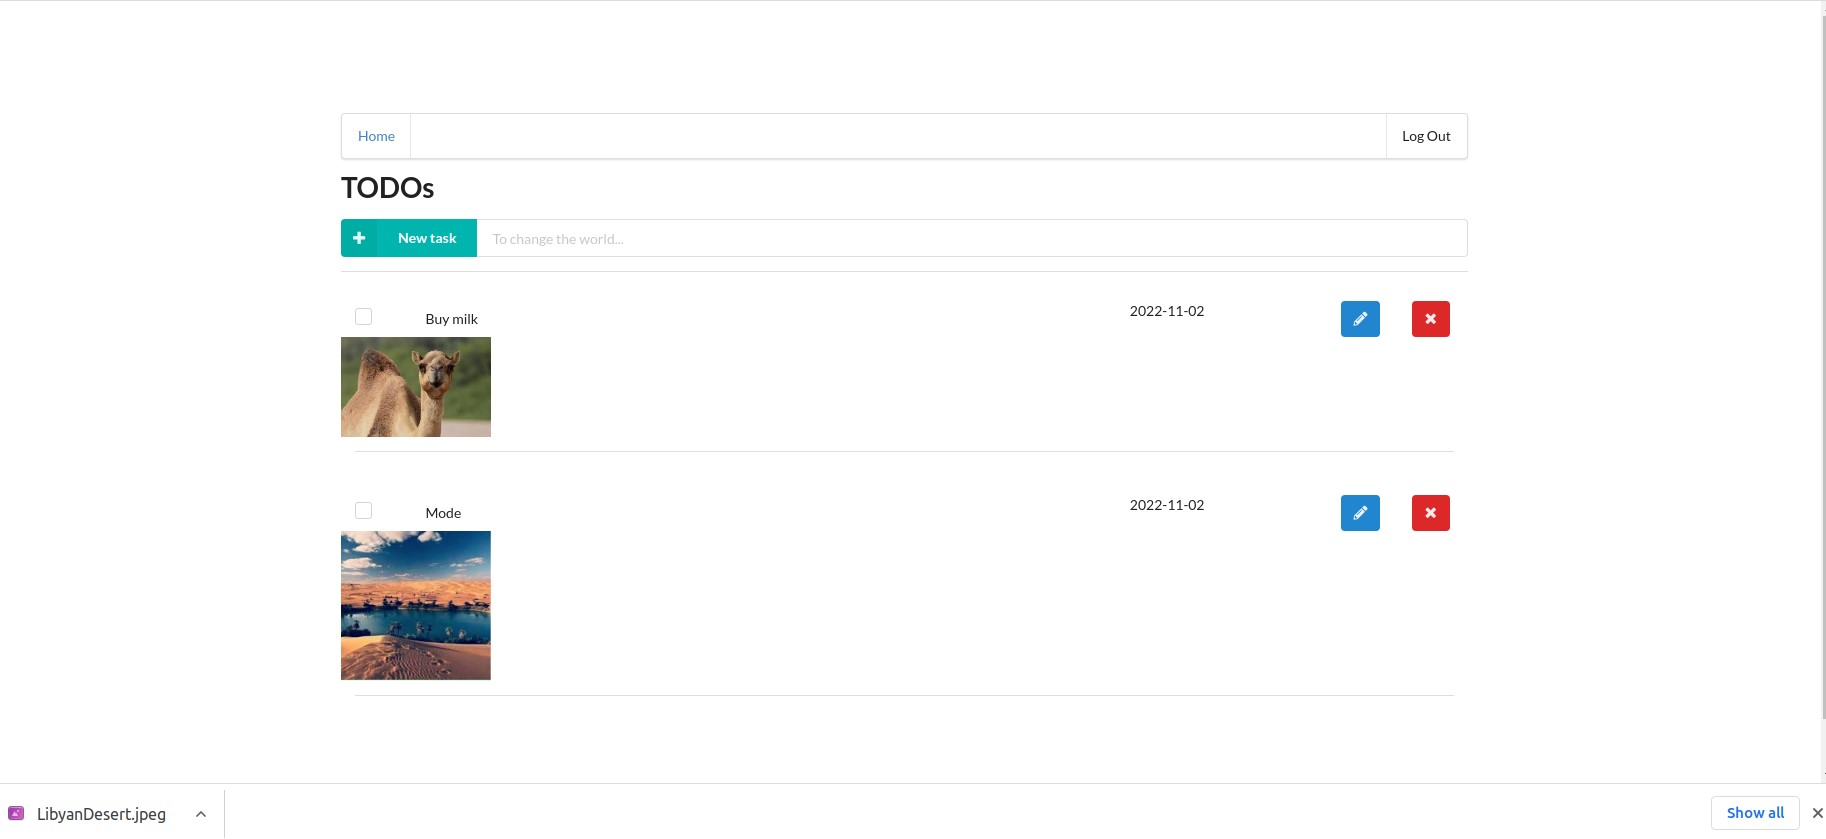 Home
Log Out
TODOs
New task
To change the world...
Buy milk
2022-11-02
Mode
2022-11-02
LibyanDesert.jpeg
Show all